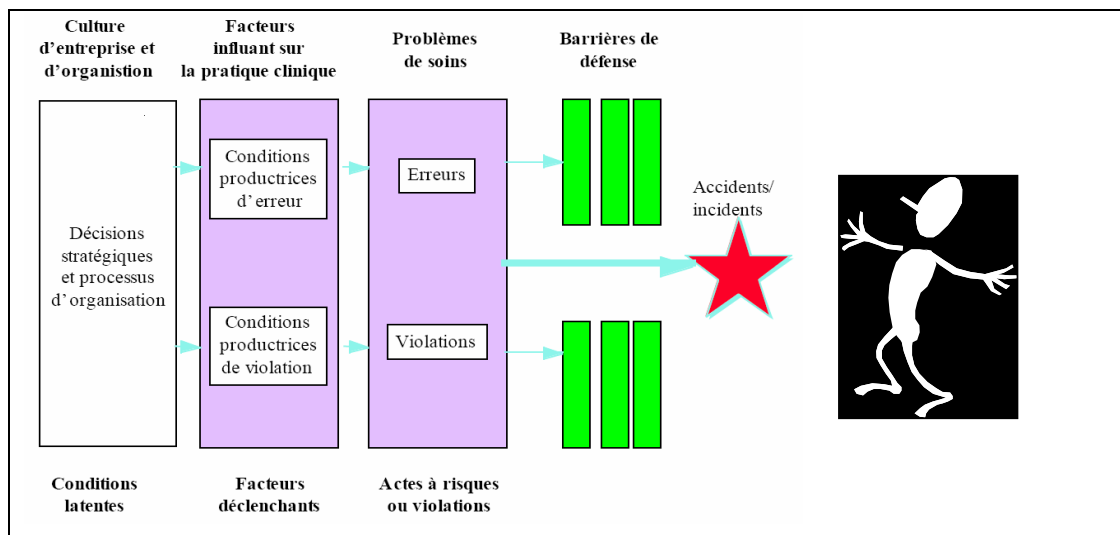 Culture
d'entreprise et
d'organistion
Facteurs
influant sur
la pratique clinique
Problèmes
de soins
Barrières de
défense
Conditions
productrices
d'erreur
Erreurs
Accidents/
incidents
Décisions
stratégiques
et processus
d'organisation
Conditions
productrices
de violation
Violations
Conditions
latentes
Facteurs
déclenchants
Actes à risques
ou violations